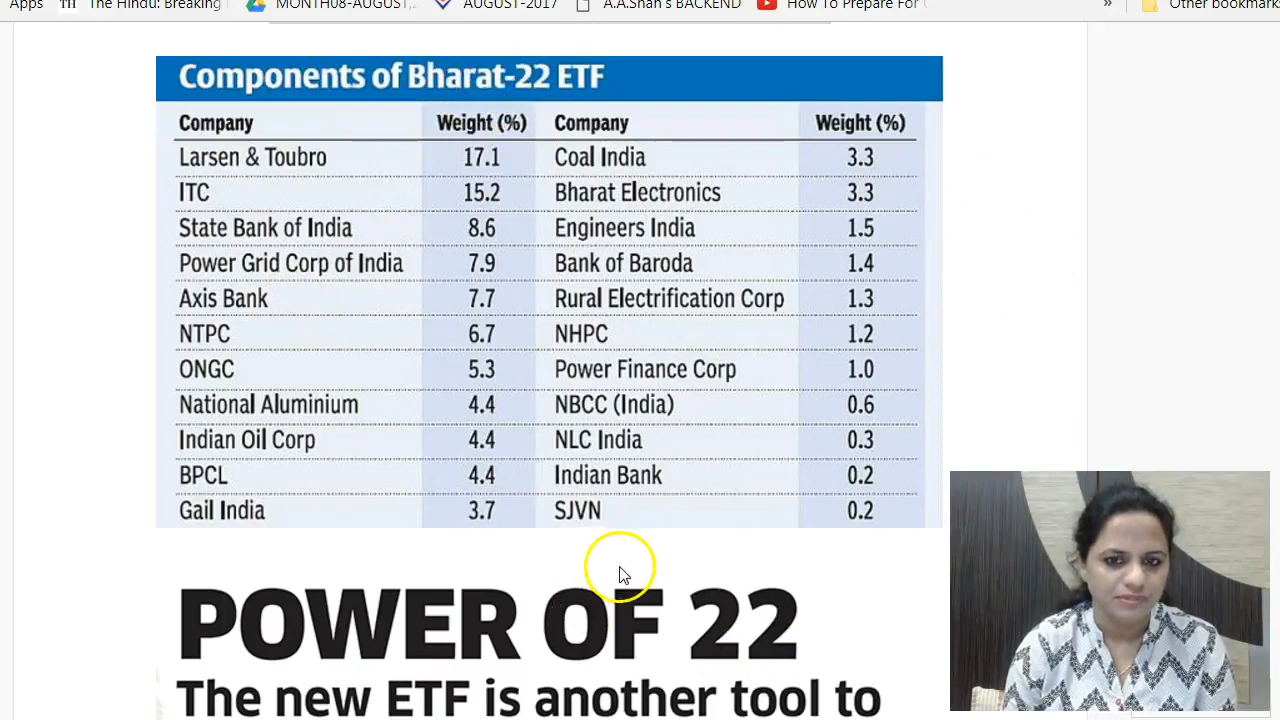 Apps The Hindu: Breaking MONTH08-AUGUST, AUGUST-2017 A.A.Shah's BACKEND How To Prepare For » Other bookmarks
Components of Bharat-22 ETF
Company Weight (%) Company Weight (%)
Larsen & Toubro 17.1 Coal India 3.3
ITC 15.2 Bharat Electronics 3.3
State Bank of India 8.6 Engineers India 1.5
Power Grid Corp of India 7.9 Bank of Baroda 1.4
Axis Bank 7.7 Rural Electrification Corp 1.3
NTPC 6.7 NHPC 1.2
ONGC 5.3 Power Finance Corp 1.0
National Aluminium 4.4 NBCC (India) 0.6
Indian Oil Corp 4.4 NLC India 0.3
BPCL 4.4 Indian Bank 0.2
Gail India 3.7 SJVN 0.2
POWER OF 22
The new ETF is another tool to